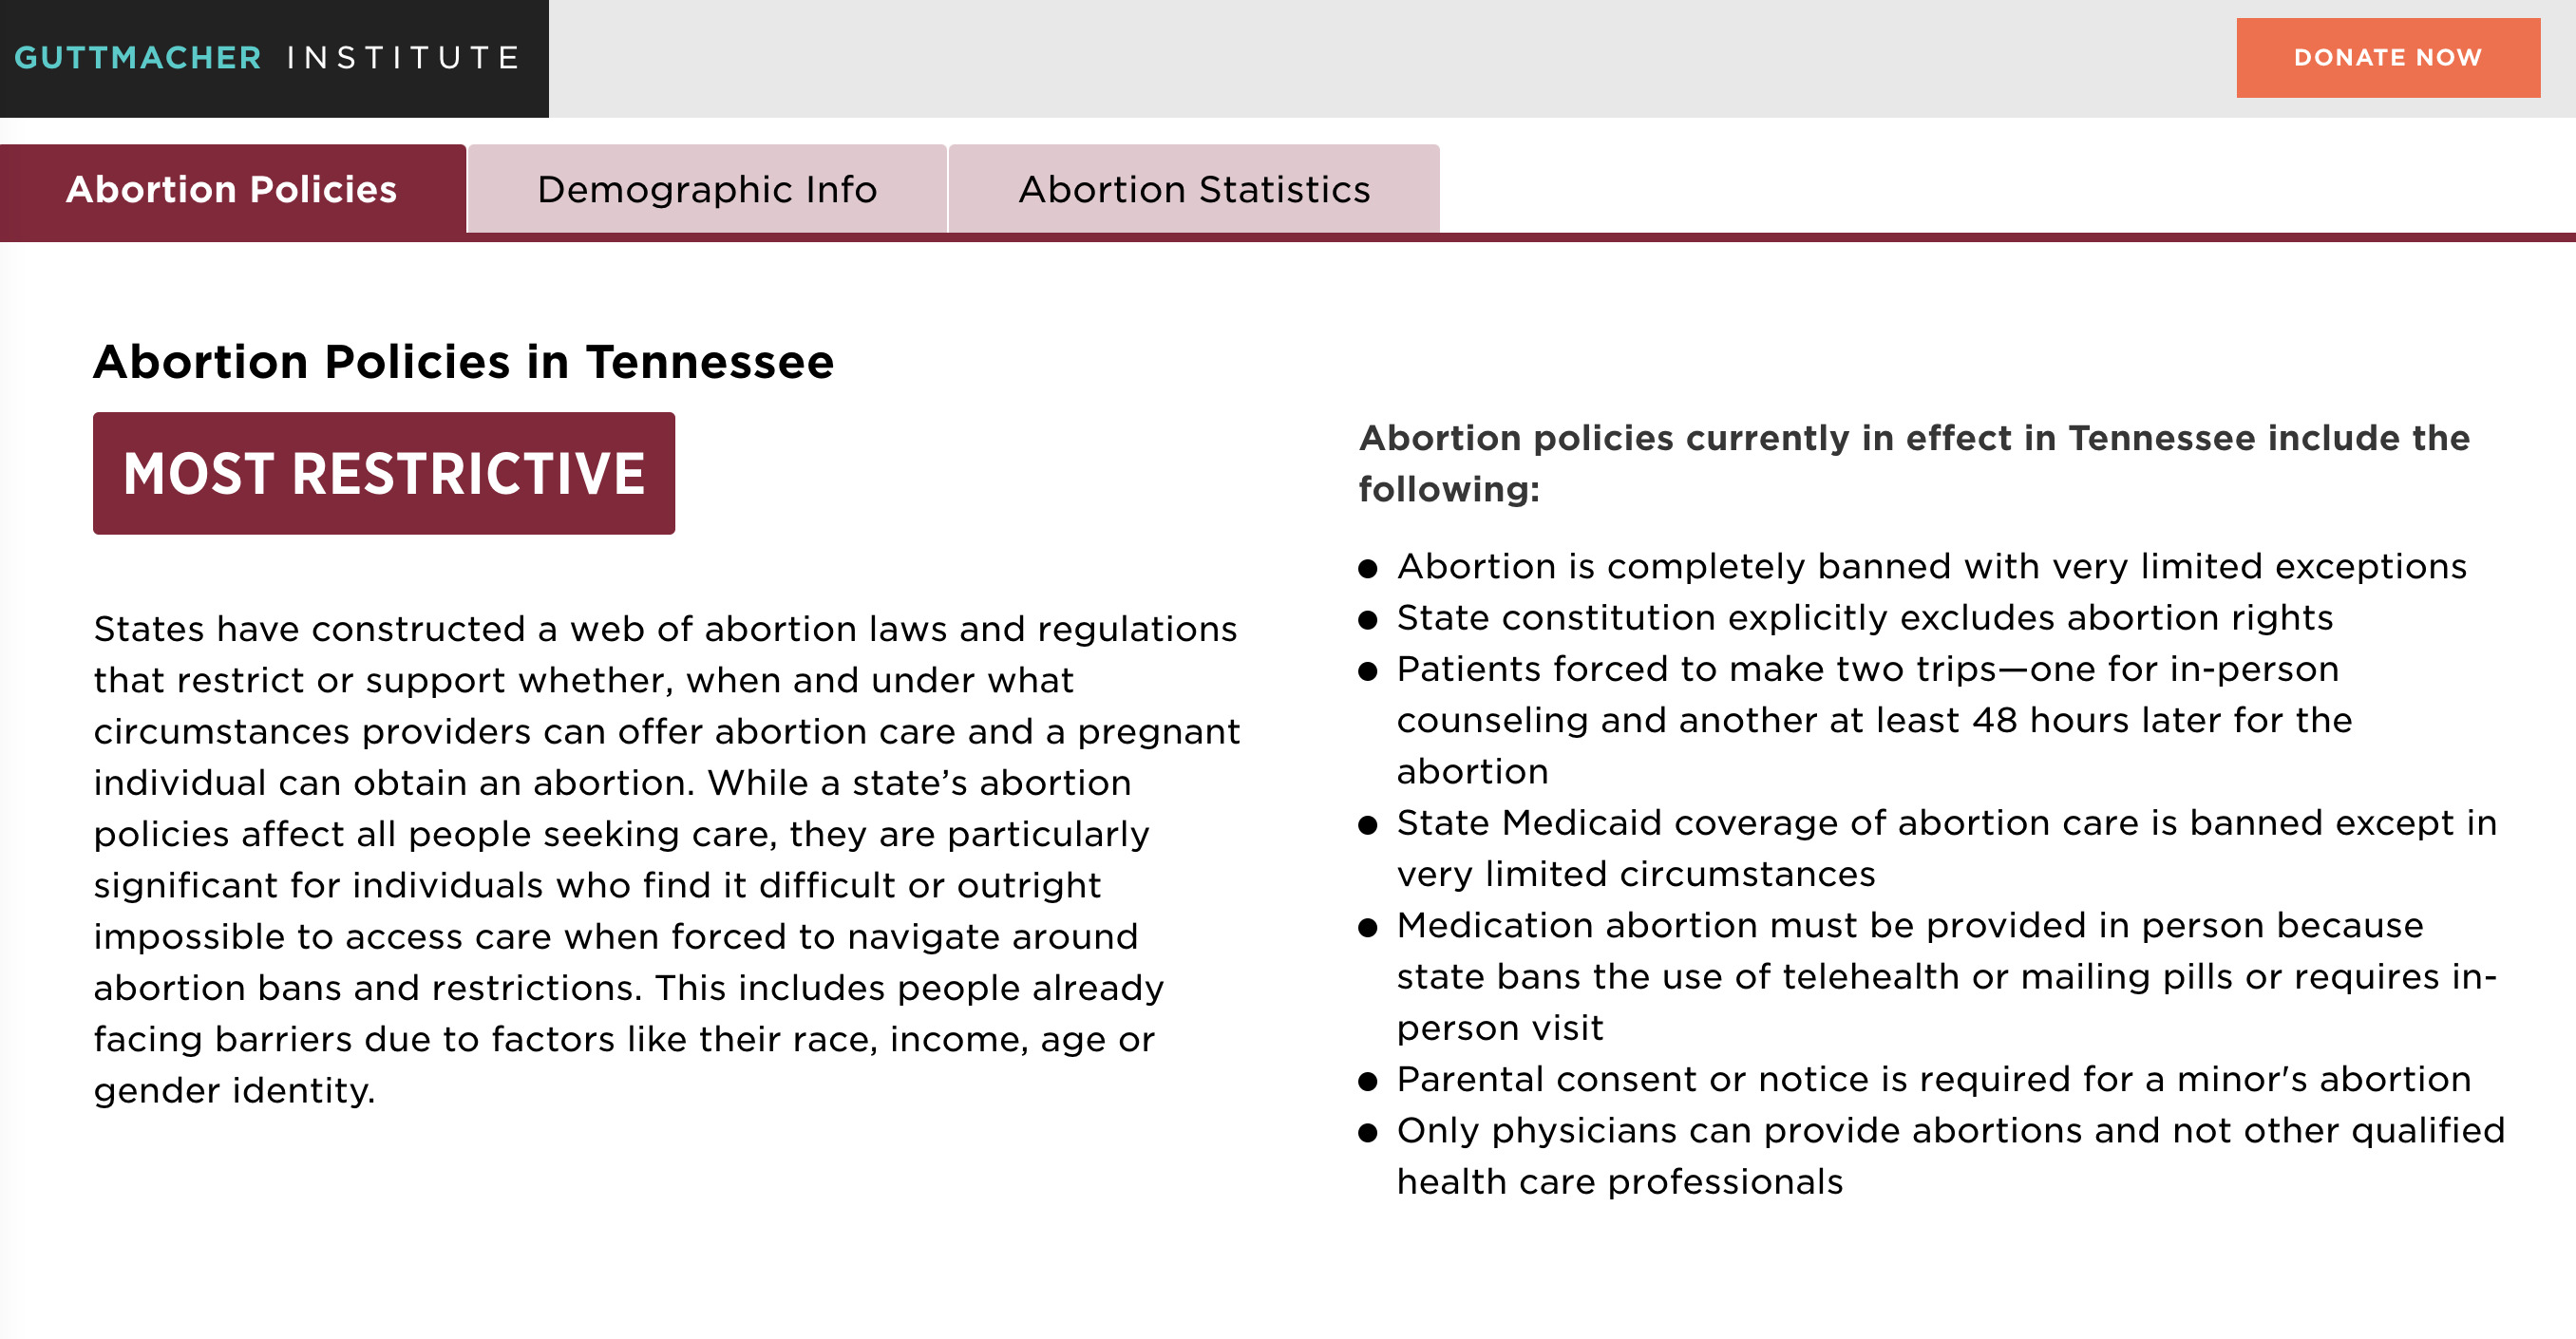 GUTTMACHER INSTITUTE
DONATE NOW
Abortion Policies
Demographic Info
Abortion Statistics
Abortion Policies in Tennessee
MOST RESTRICTIVE
States have constructed a web of abortion laws and regulations
that restrict or support whether, when and under what
circumstances providers can offer abortion care and a pregnant
individual can obtain an abortion. While a state’s abortion
policies affect all people seeking care, they are particularly
significant for individuals who find it difficult or outright
impossible to access care when forced to navigate around
abortion bans and restrictions. This includes people already
facing barriers due to factors like their race, income, age or
gender identity.
Abortion policies currently in effect in Tennessee include the
following:
● Abortion is completely banned with very limited exceptions
● State constitution explicitly excludes abortion rights
● Patients forced to make two trips—one for in-person
counseling and another at least 48 hours later for the
abortion
● State Medicaid coverage of abortion care is banned except in
very limited circumstances
● Medication abortion must be provided in person because
state bans the use of telehealth or mailing pills or requires in-
person visit
● Parental consent or notice is required for a minor's abortion
● Only physicians can provide abortions and not other qualified
health care professionals